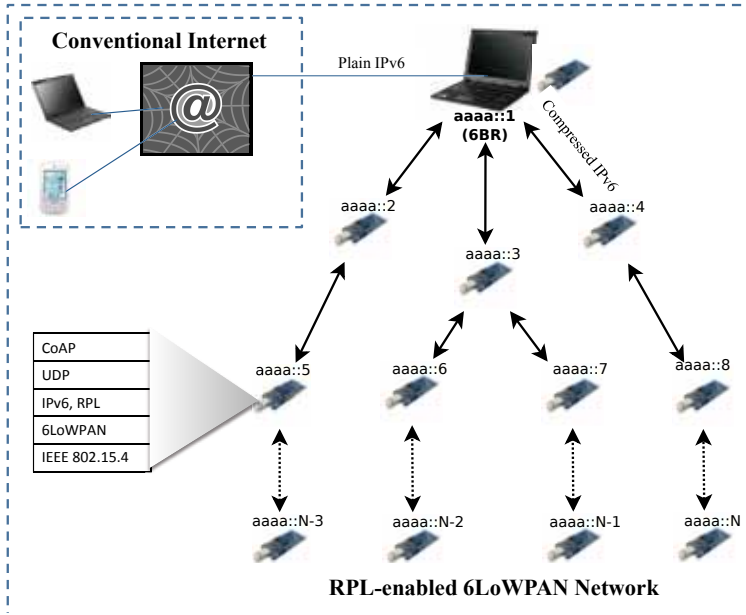 Conventional Internet
Plain IPv6
@
aaaa::1
(6BR)
Compressed IPv6
aaaa::2
aaaa::4
aaaa::3
CoAP
UDP
IPv6, RPL
6LoWPAN
IEEE 802.15.4
aaaa::5
aaaa::6
aaaa::7
aaaa::8
aaaa::N-3
aaaa::N-2
aaaa::N-1
aaaa::N
RPL-enabled 6LoWPAN Network